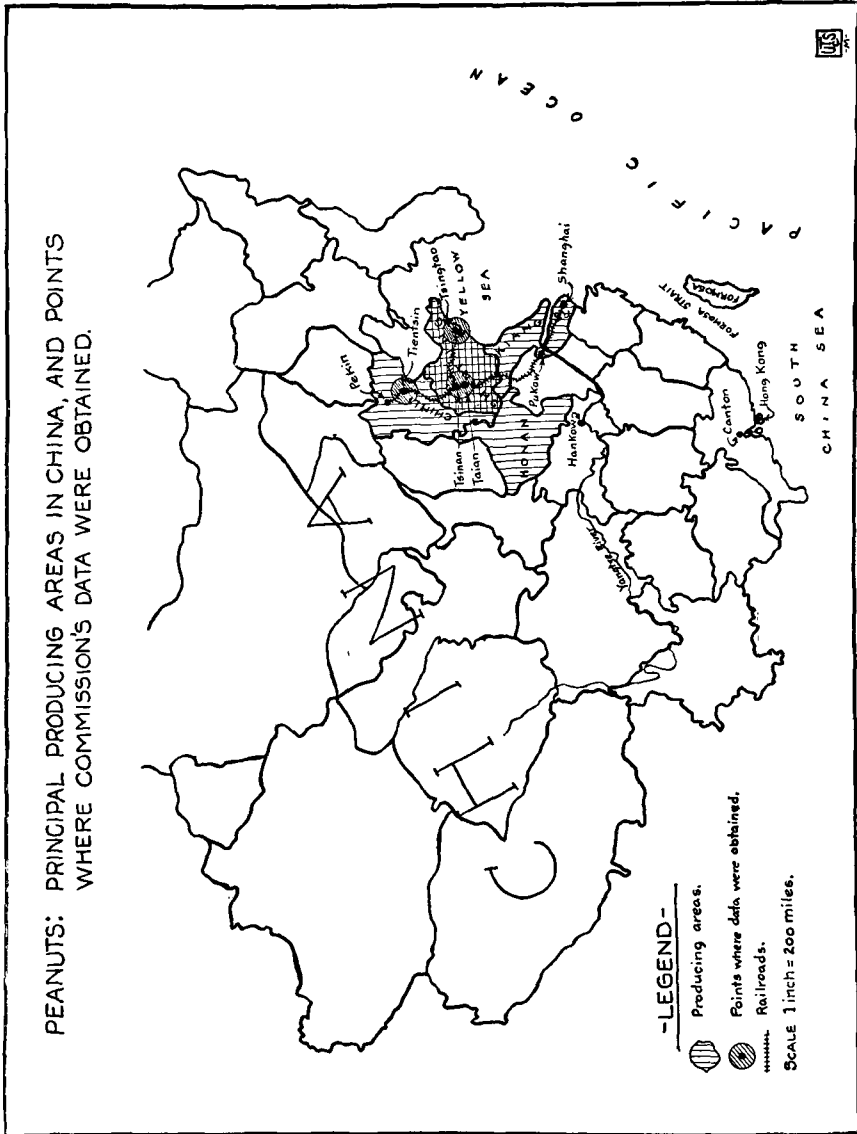 PEANUTS: PRINCIPAL PRODUCING AREAS IN CHINA, AND POINTS
WHERE COMMISSION'S DATA WERE OBTAINED.
PACIFIC OCEAN
Pekin
Tientsin
Tsingtao
YELLOW
SEA
CHIHLI
Tsinan
Taian
HONAN
Pukow
Shanghai
Hankow
Yangtze River
FORMOSA STRAIT
FORMOSA
Canton
Hong Kong
SOUTH
CHINA SEA
CHINA
-LEGEND-
Producing areas.
Points where data were obtained.
Railroads.
SCALE 1 inch = 200 miles.